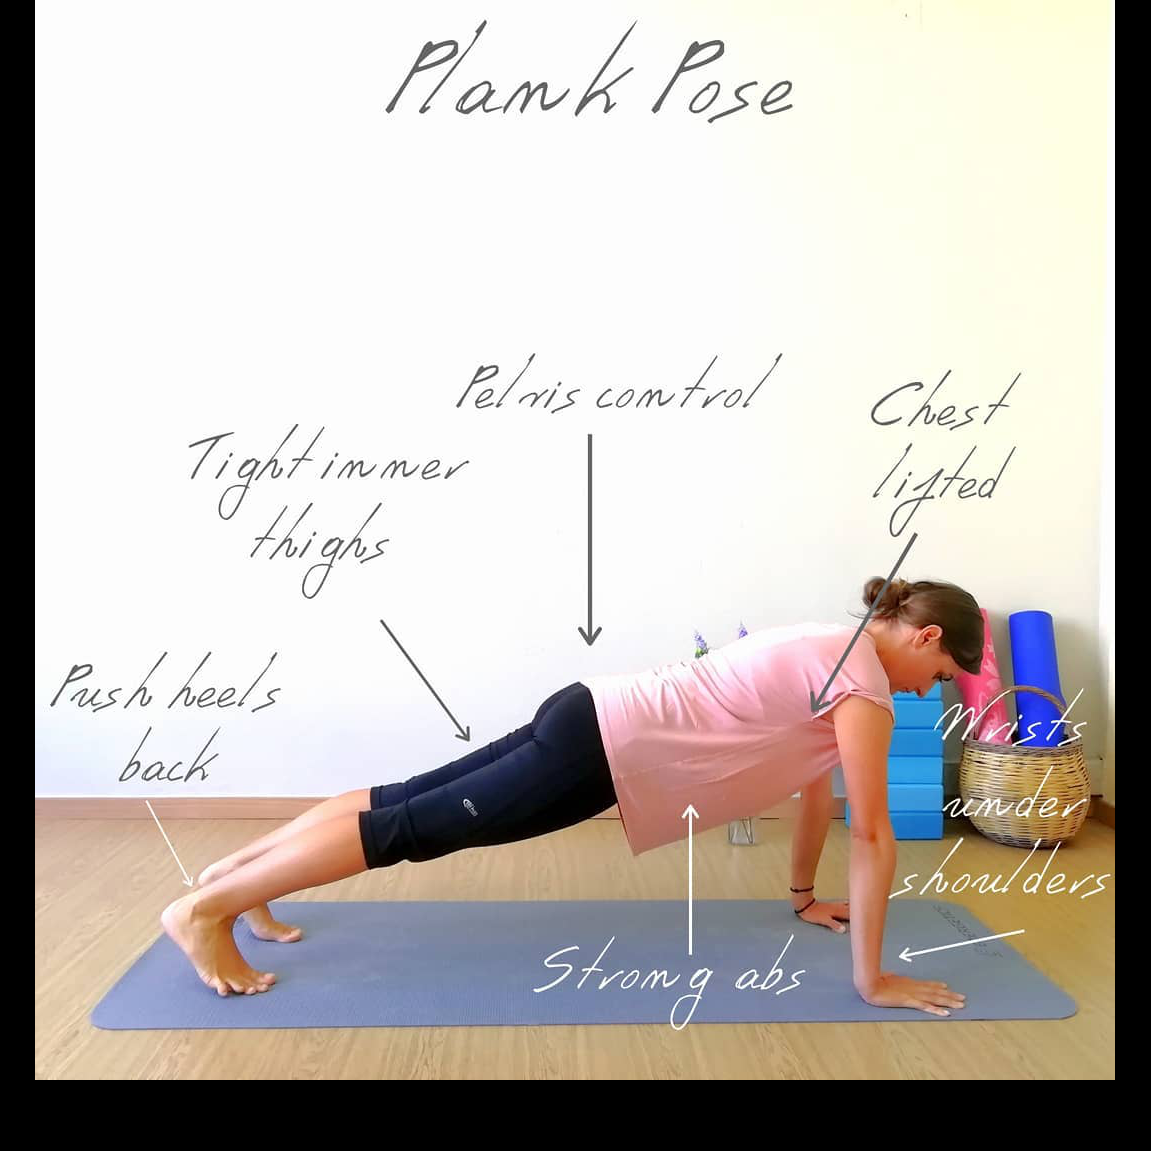 Plank Pose
Pelvis control
Chest
lifted
Tight inner
thighs
Push heels
back
Wrists
under
shoulders
Strong abs